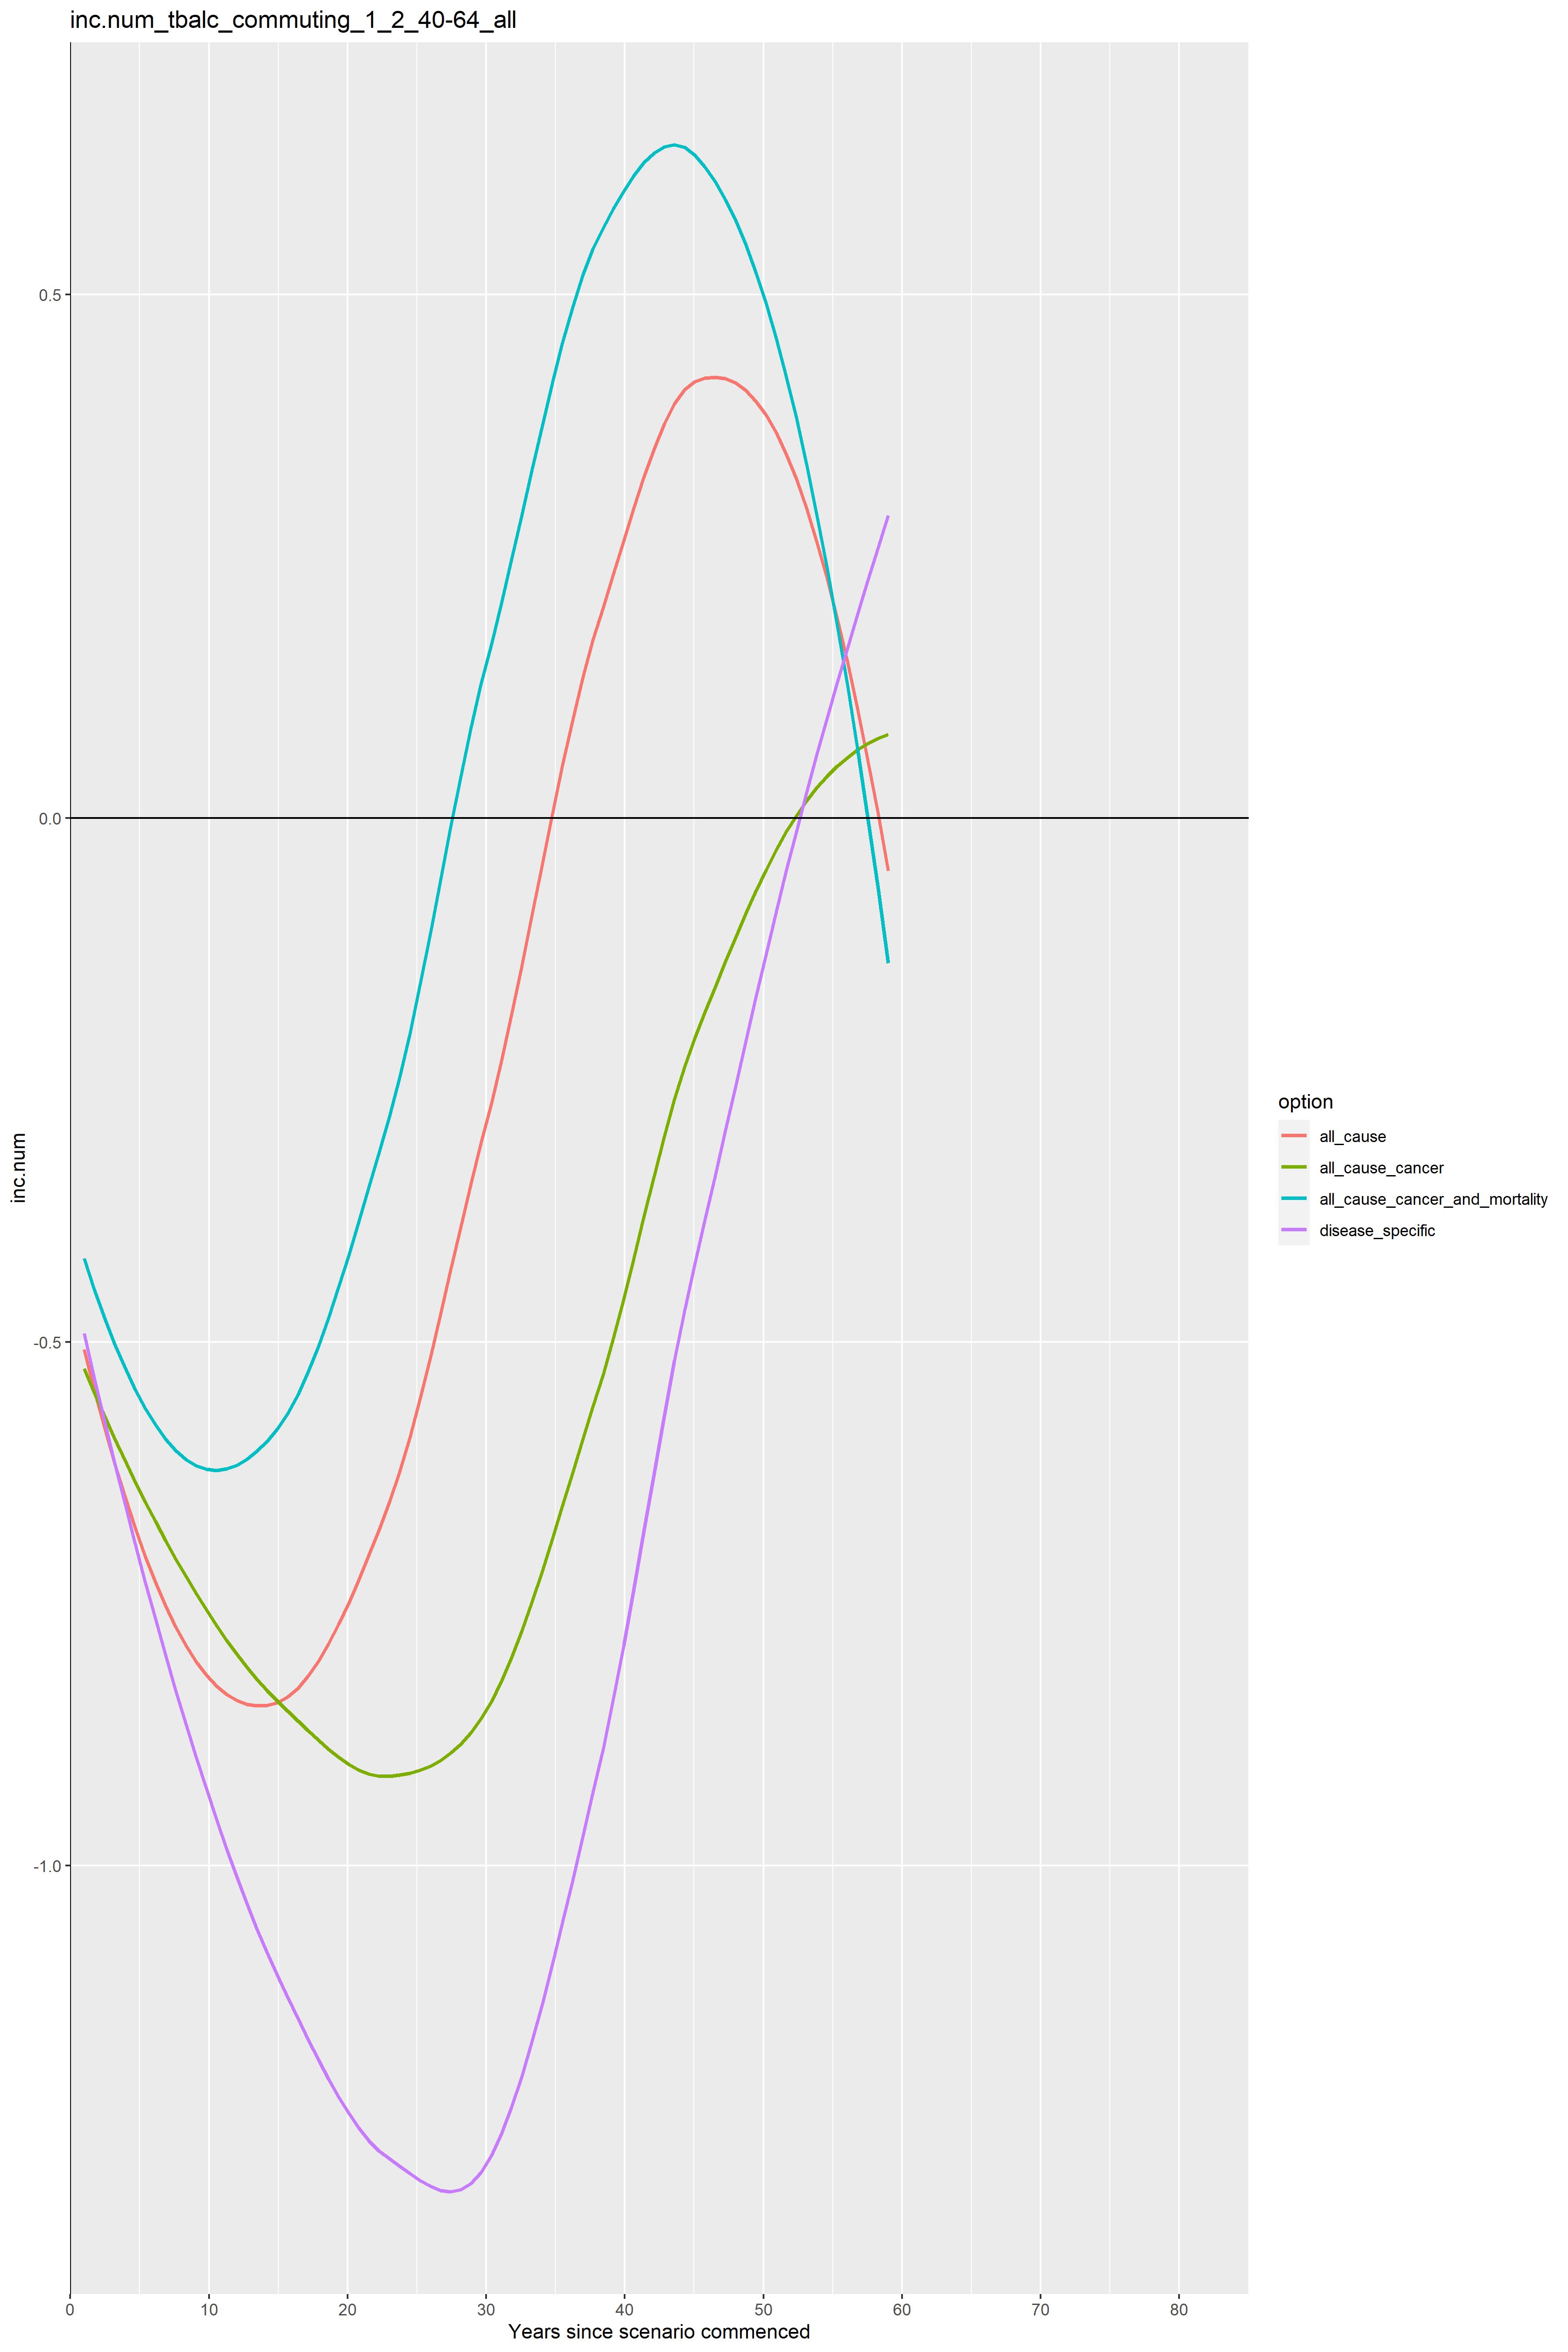 inc.num_tbalc_commuting_1_2_40-64_all
0.5
0.0
-0.5
-1.0
inc.num
0 10 20 30 40 50 60 70 80
Years since scenario commenced
option
all_cause
all_cause_cancer
all_cause_cancer_and_mortality
disease_specific